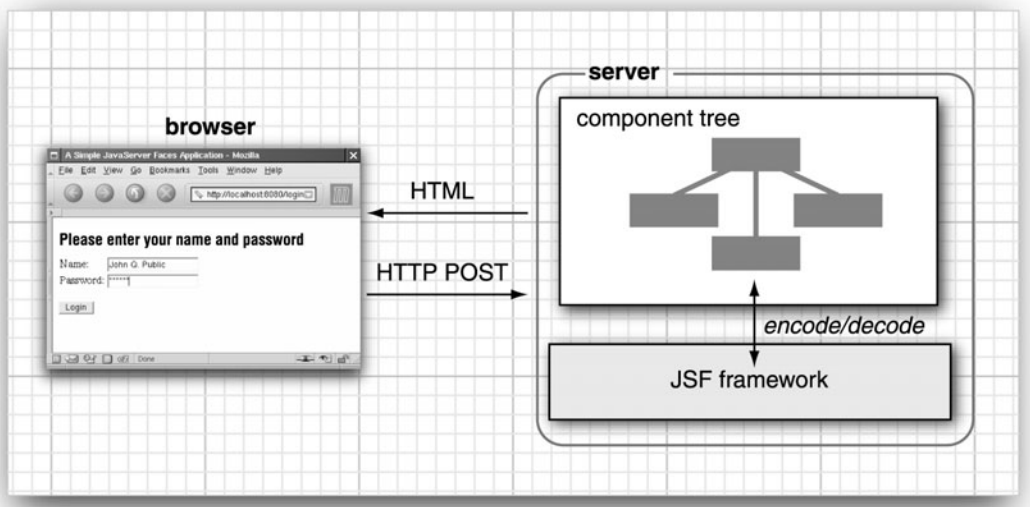 server
component tree
browser
A Simple JavaServer Faces Application - Mozilla
File Edit View Go Bookmarks Tools Window Help
http://localhost:8080/login
HTML
Please enter your name and password
Name: John Q. Public
HTTP POST
Password: *****
Login
encode/decode
Done
JSF framework